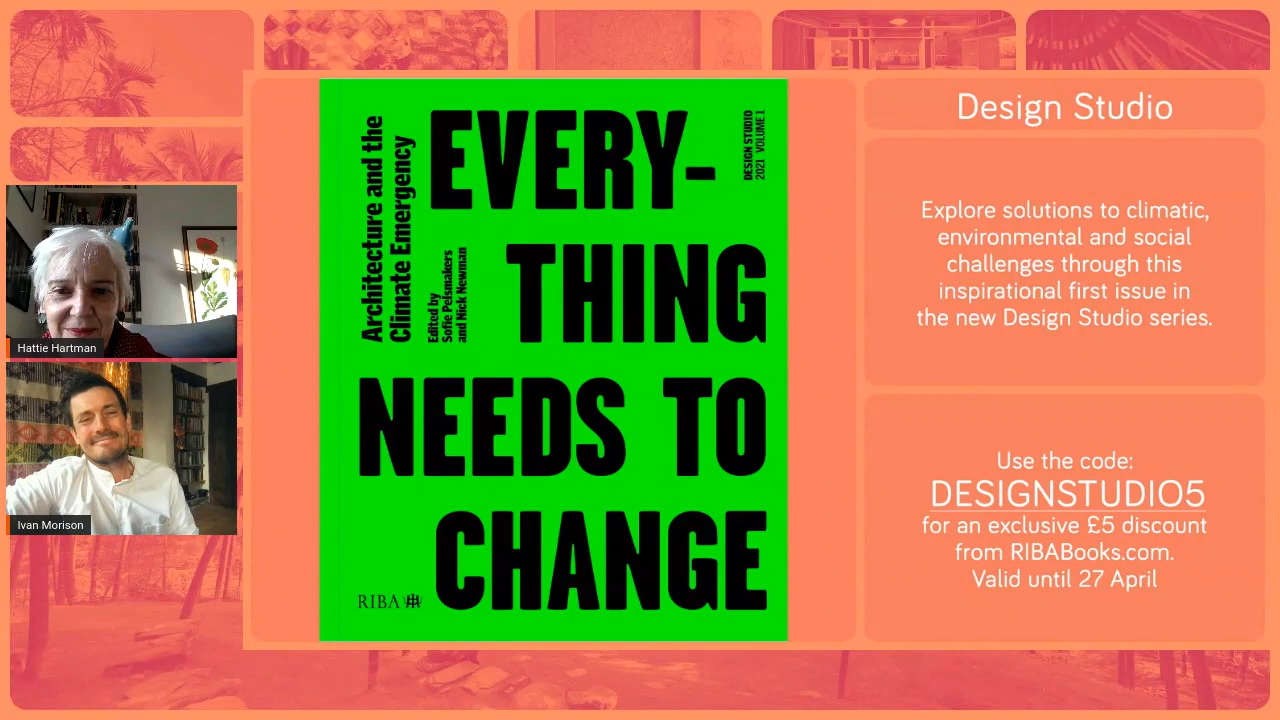 Architecture and the
Climate Emergency
Edited by
Sofie Pelsmakers
and Nick Newman
EVERY-
THING
NEEDS TO
CHANGE
DESIGN STUDIO
2021 VOLUME 1
RIBA
Design Studio
Explore solutions to climatic,
environmental and social
challenges through this
inspirational first issue in
the new Design Studio series.
Use the code:
DESIGNSTUDIO5
for an exclusive £5 discount
from RIBABooks.com.
Valid until 27 April
Hattie Hartman
Ivan Morison